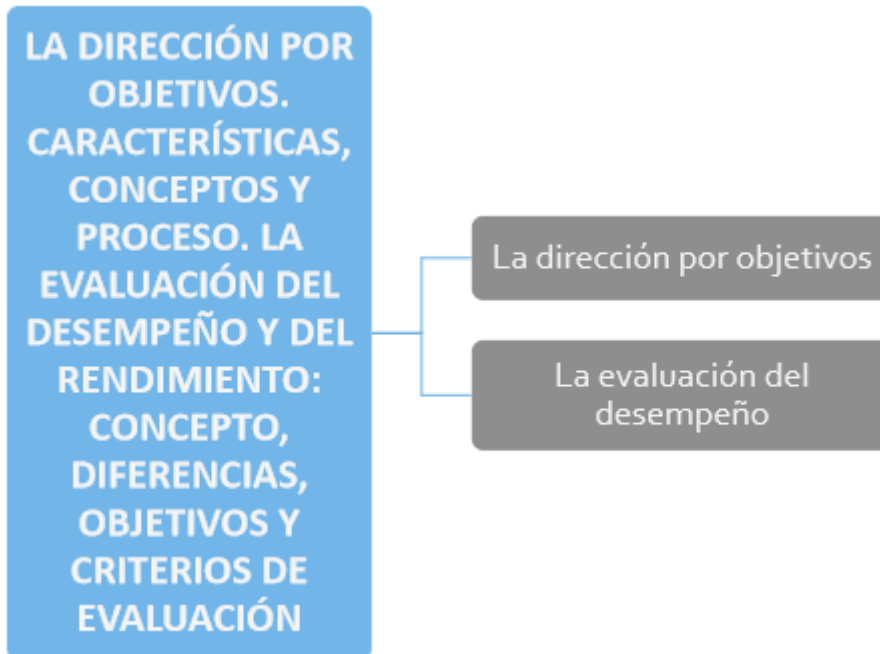 LA DIRECCIÓN POR
OBJETIVOS.
CARACTERÍSTICAS,
CONCEPTOS Y
PROCESO. LA
EVALUACIÓN DEL
DESEMPEÑO Y DEL
RENDIMIENTO:
CONCEPTO,
DIFERENCIAS,
OBJETIVOS Y
CRITERIOS DE
EVALUACIÓN
La dirección por objetivos
La evaluación del
desempeño